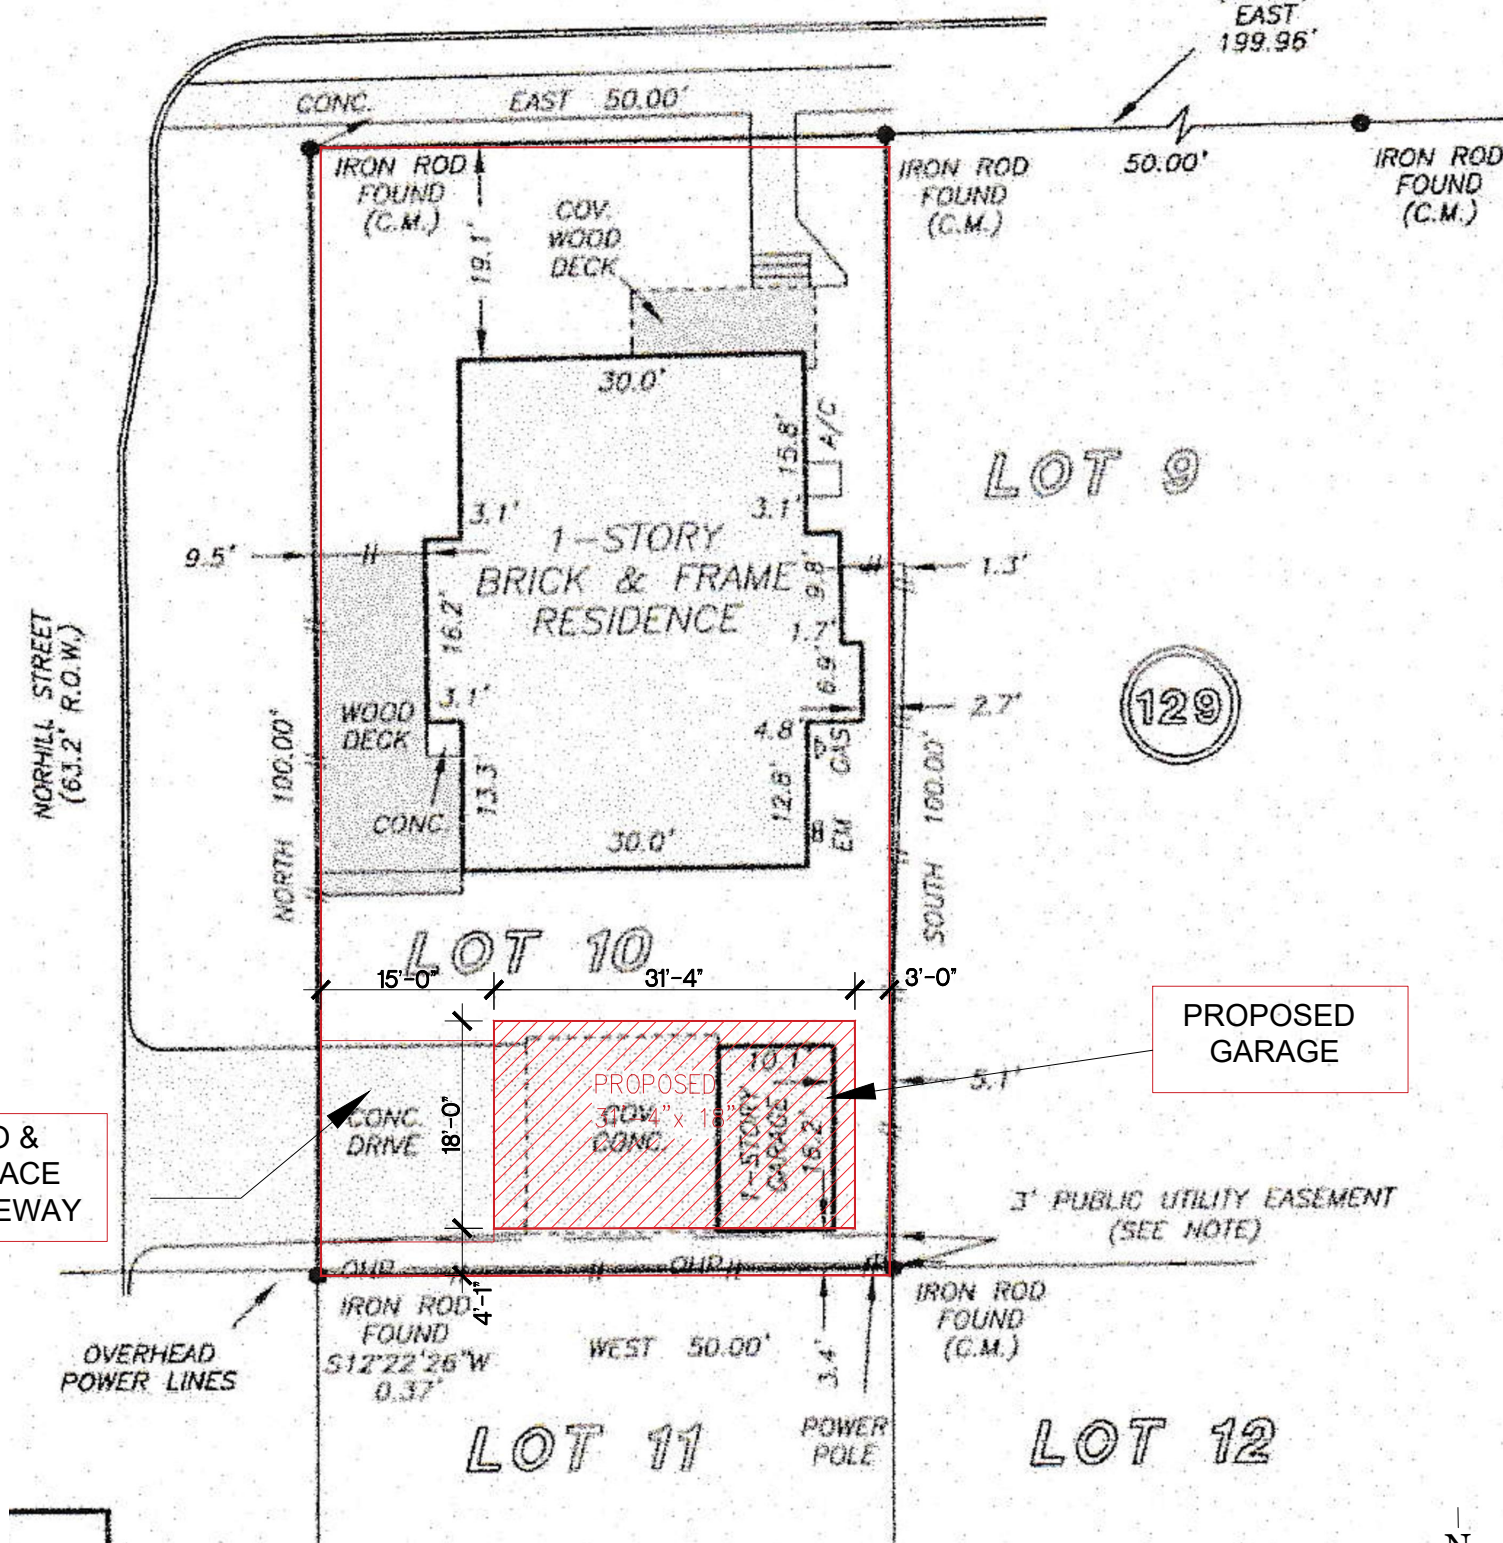 EAST
199.96'
CONC.
EAST 50.00'
IRON ROD
FOUND
(C.M.)
19.1'
COV.
WOOD
DECK
IRON ROD
FOUND
(C.M.)
50.00'
IRON ROD
FOUND
(C.M.)
30.0'
15.8'
A/C
LOT 9
3.1'
3.1'
9.5'
1-STORY
BRICK & FRAME
RESIDENCE
9.8'
1.3'
16.2'
1.7'
6.9'
NORHILL STREET
(63.2' R.O.W.)
3.1'
WOOD
DECK
4.8'
GAS
2.7'
129
NORTH 100.00'
SOUTH 100.00'
CONC.
13.3'
12.8'
EM
30.0'
LOT 10
15'-0"
31'-4"
3'-0"
PROPOSED
GARAGE
10.1'
5.1'
PROPOSED
31'-4" x 18"
COV.
CONC.
1-STORY
GARAGE
16.2'
CONC.
DRIVE
18'-0"
&
ACE
EWAY
3' PUBLIC UTILITY EASEMENT
(SEE NOTE)
OHP
OHP
4'-1"
IRON ROD
FOUND
S12°22'26"W
0.37'
WEST 50.00'
3.4'
IRON ROD
FOUND
(C.M.)
OVERHEAD
POWER LINES
LOT 11
POWER
POLE
LOT 12
N